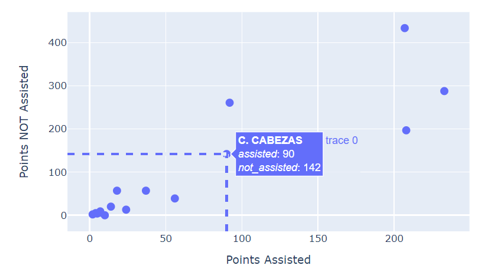 400
300
200
100
0
Points NOT Assisted
C. CABEZAS
assisted: 90
not_assisted: 142
trace 0
0
50
100
150
200
Points Assisted